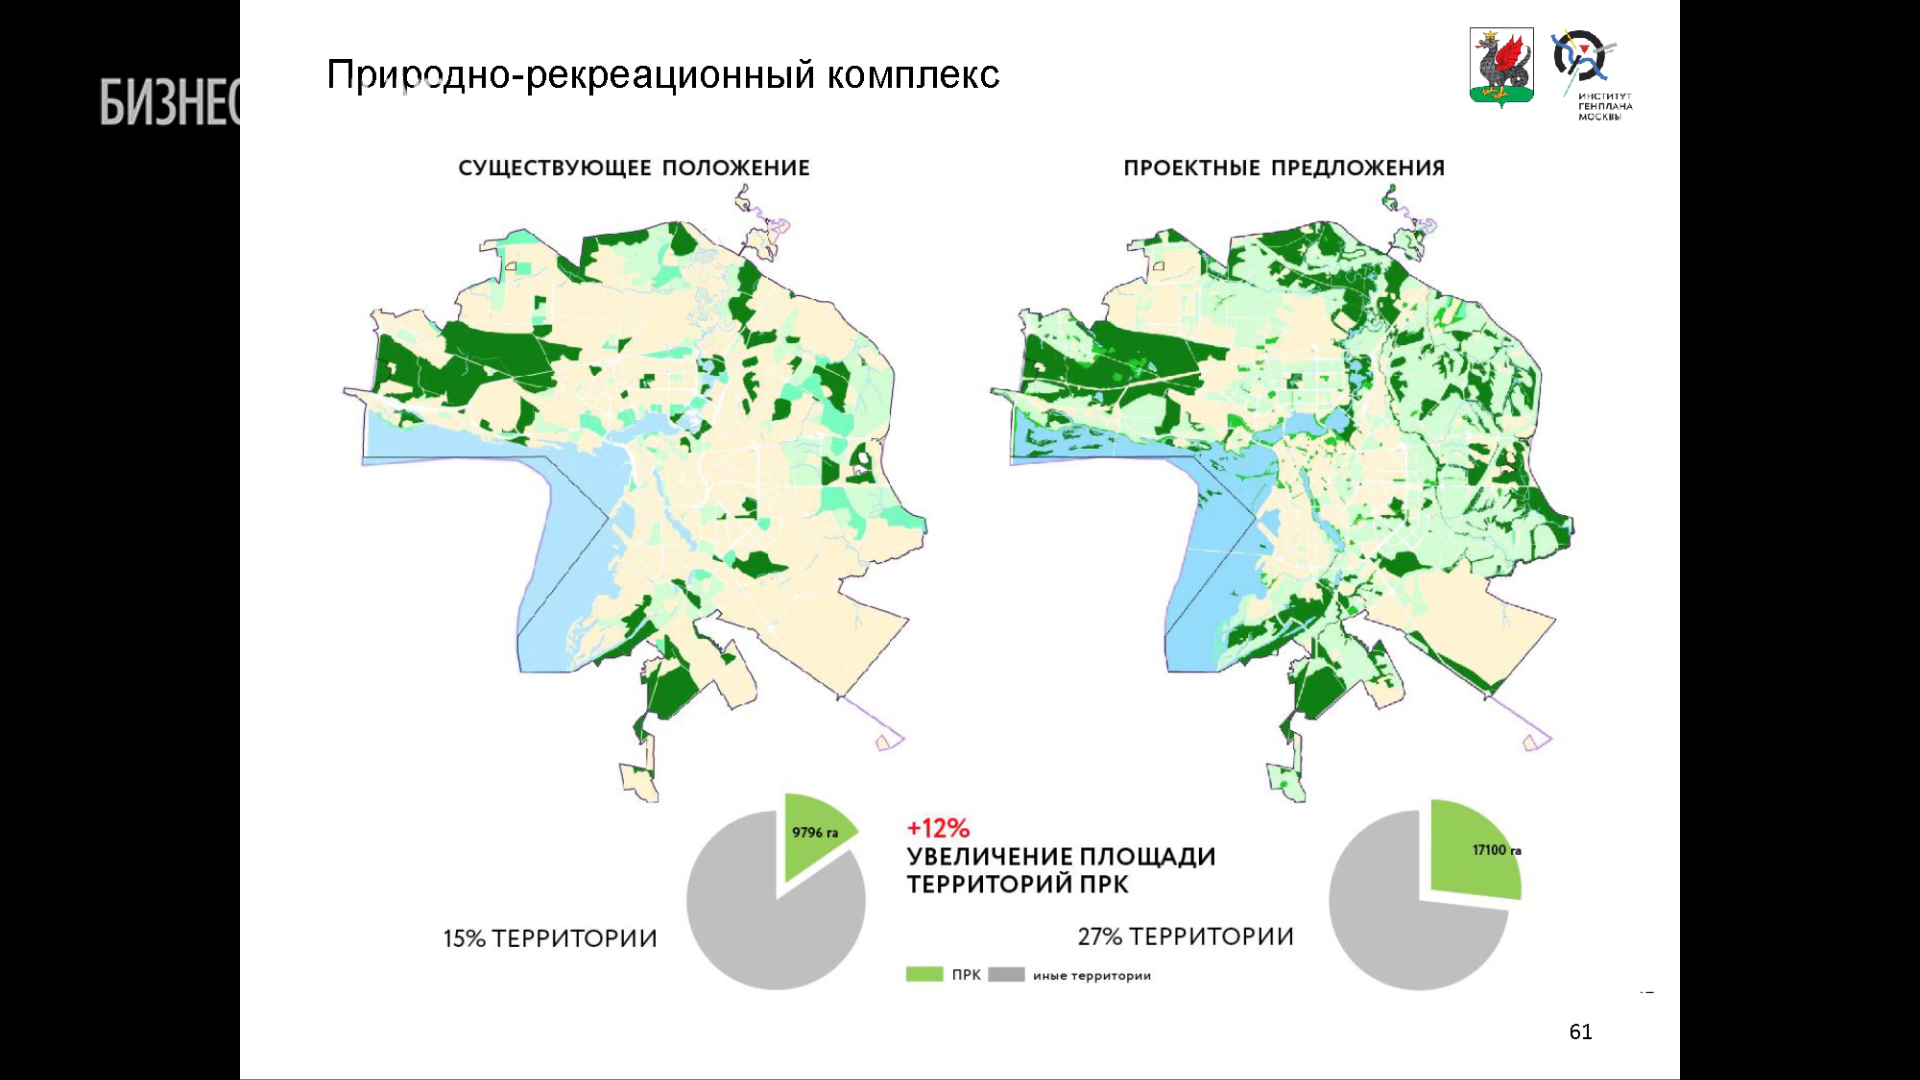 БИЗНЕС
Природно-рекреационный комплекс
ИНСТИТУТ
ГЕНПЛАНА
МОСКВЫ
СУЩЕСТВУЮЩЕЕ ПОЛОЖЕНИЕ
ПРОЕКТНЫЕ ПРЕДЛОЖЕНИЯ
9796 га
+12%
УВЕЛИЧЕНИЕ ПЛОЩАДИ
ТЕРРИТОРИЙ ПРК
17100 га
15% ТЕРРИТОРИИ
27% ТЕРРИТОРИИ
ПРК иные территории
61